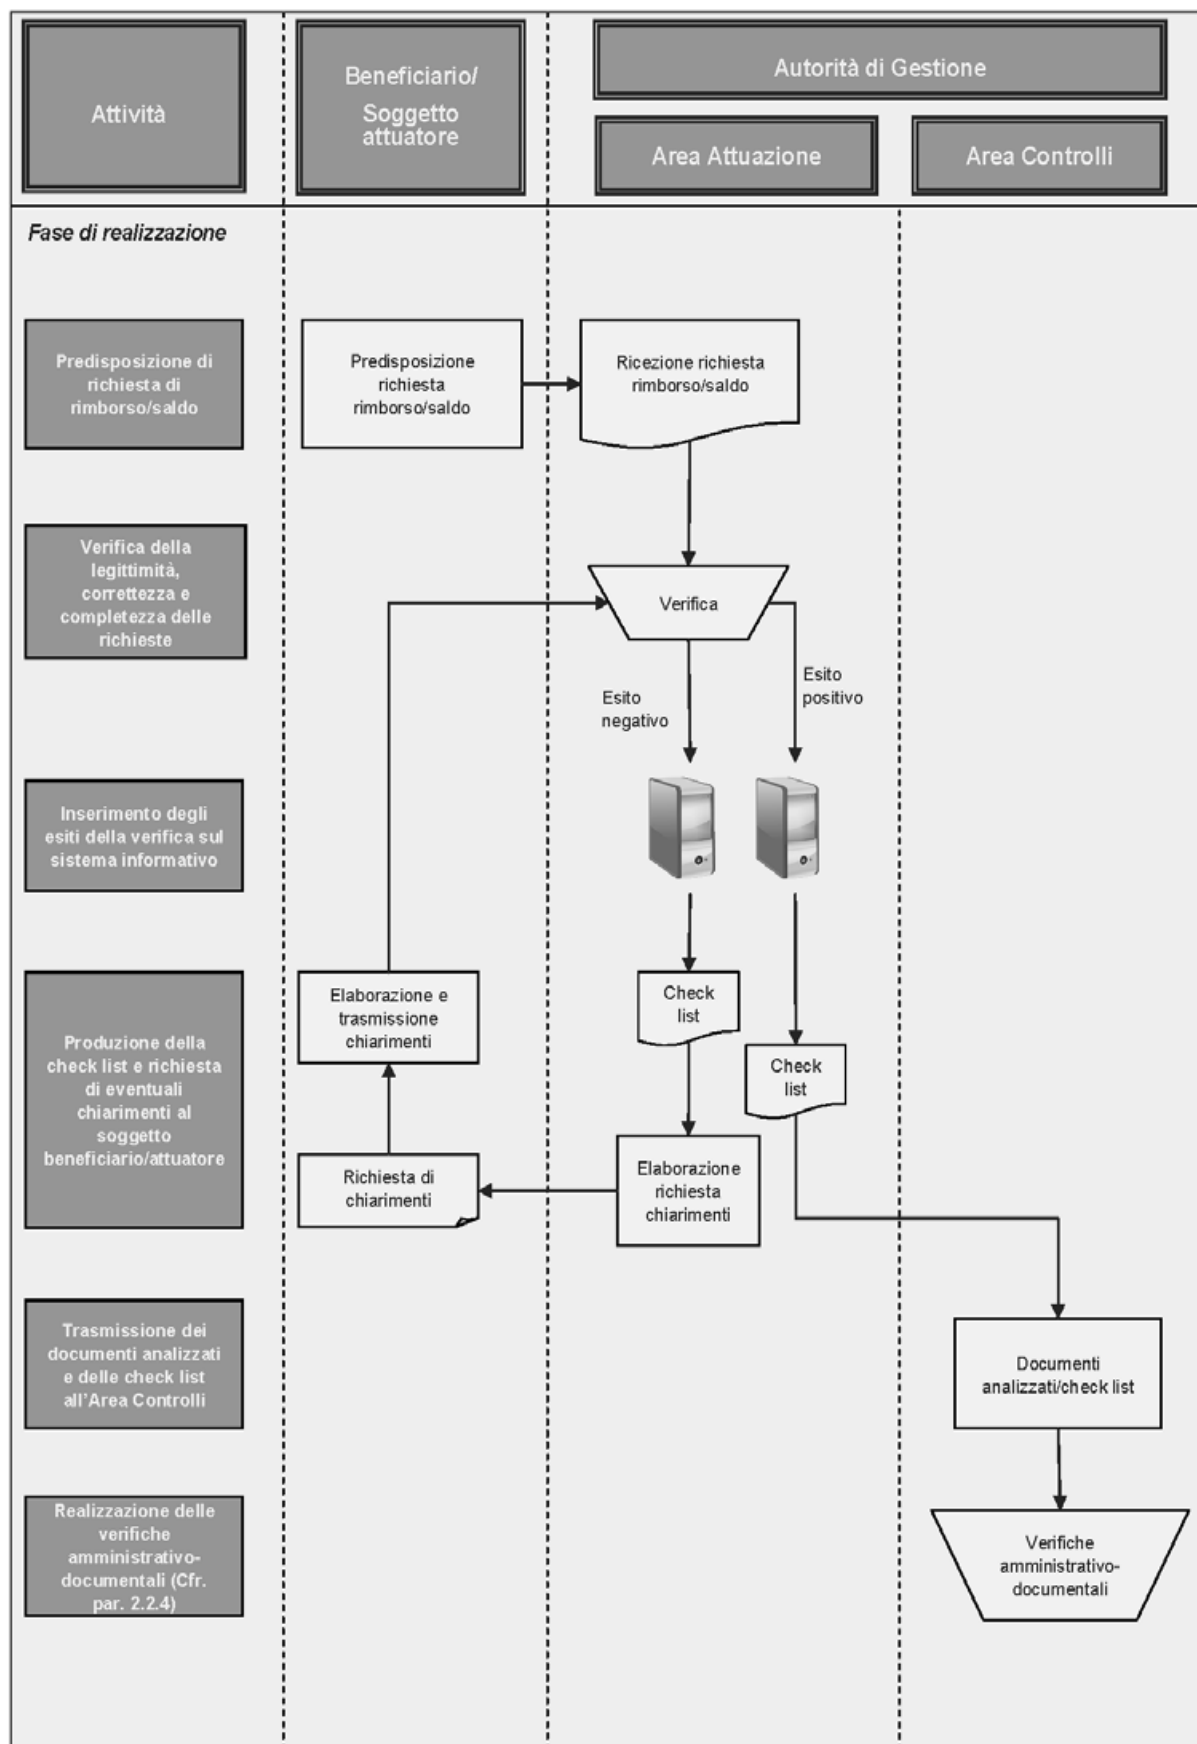 Attività
Beneficiario/
Soggetto
attuatore
Autorità di Gestione
Area Attuazione
Area Controlli
Fase di realizzazione
Predisposizione di
richiesta di
rimborso/saldo
Predisposizione
richiesta
rimborso/saldo
Ricezione richiesta
rimborso/saldo
Verifica della
legittimità,
correttezza e
completezza delle
richieste
Verifica
Esito
negativo
Esito
positivo
Inserimento degli
esiti della verifica sul
sistema informativo
Produzione della
check list e richiesta
di eventuali
chiarimenti al
soggetto
beneficiario/attuatore
Elaborazione e
trasmissione
chiarimenti
Check
list
Check
list
Richiesta di
chiarimenti
Elaborazione
richiesta
chiarimenti
Trasmissione dei
documenti analizzati
e delle check list
all'Area Controlli
Documenti
analizzati/check list
Realizzazione delle
verifiche
amministrativo-
documentali (Cfr.
par. 2.2.4)
Verifiche
amministrativo-
documentali